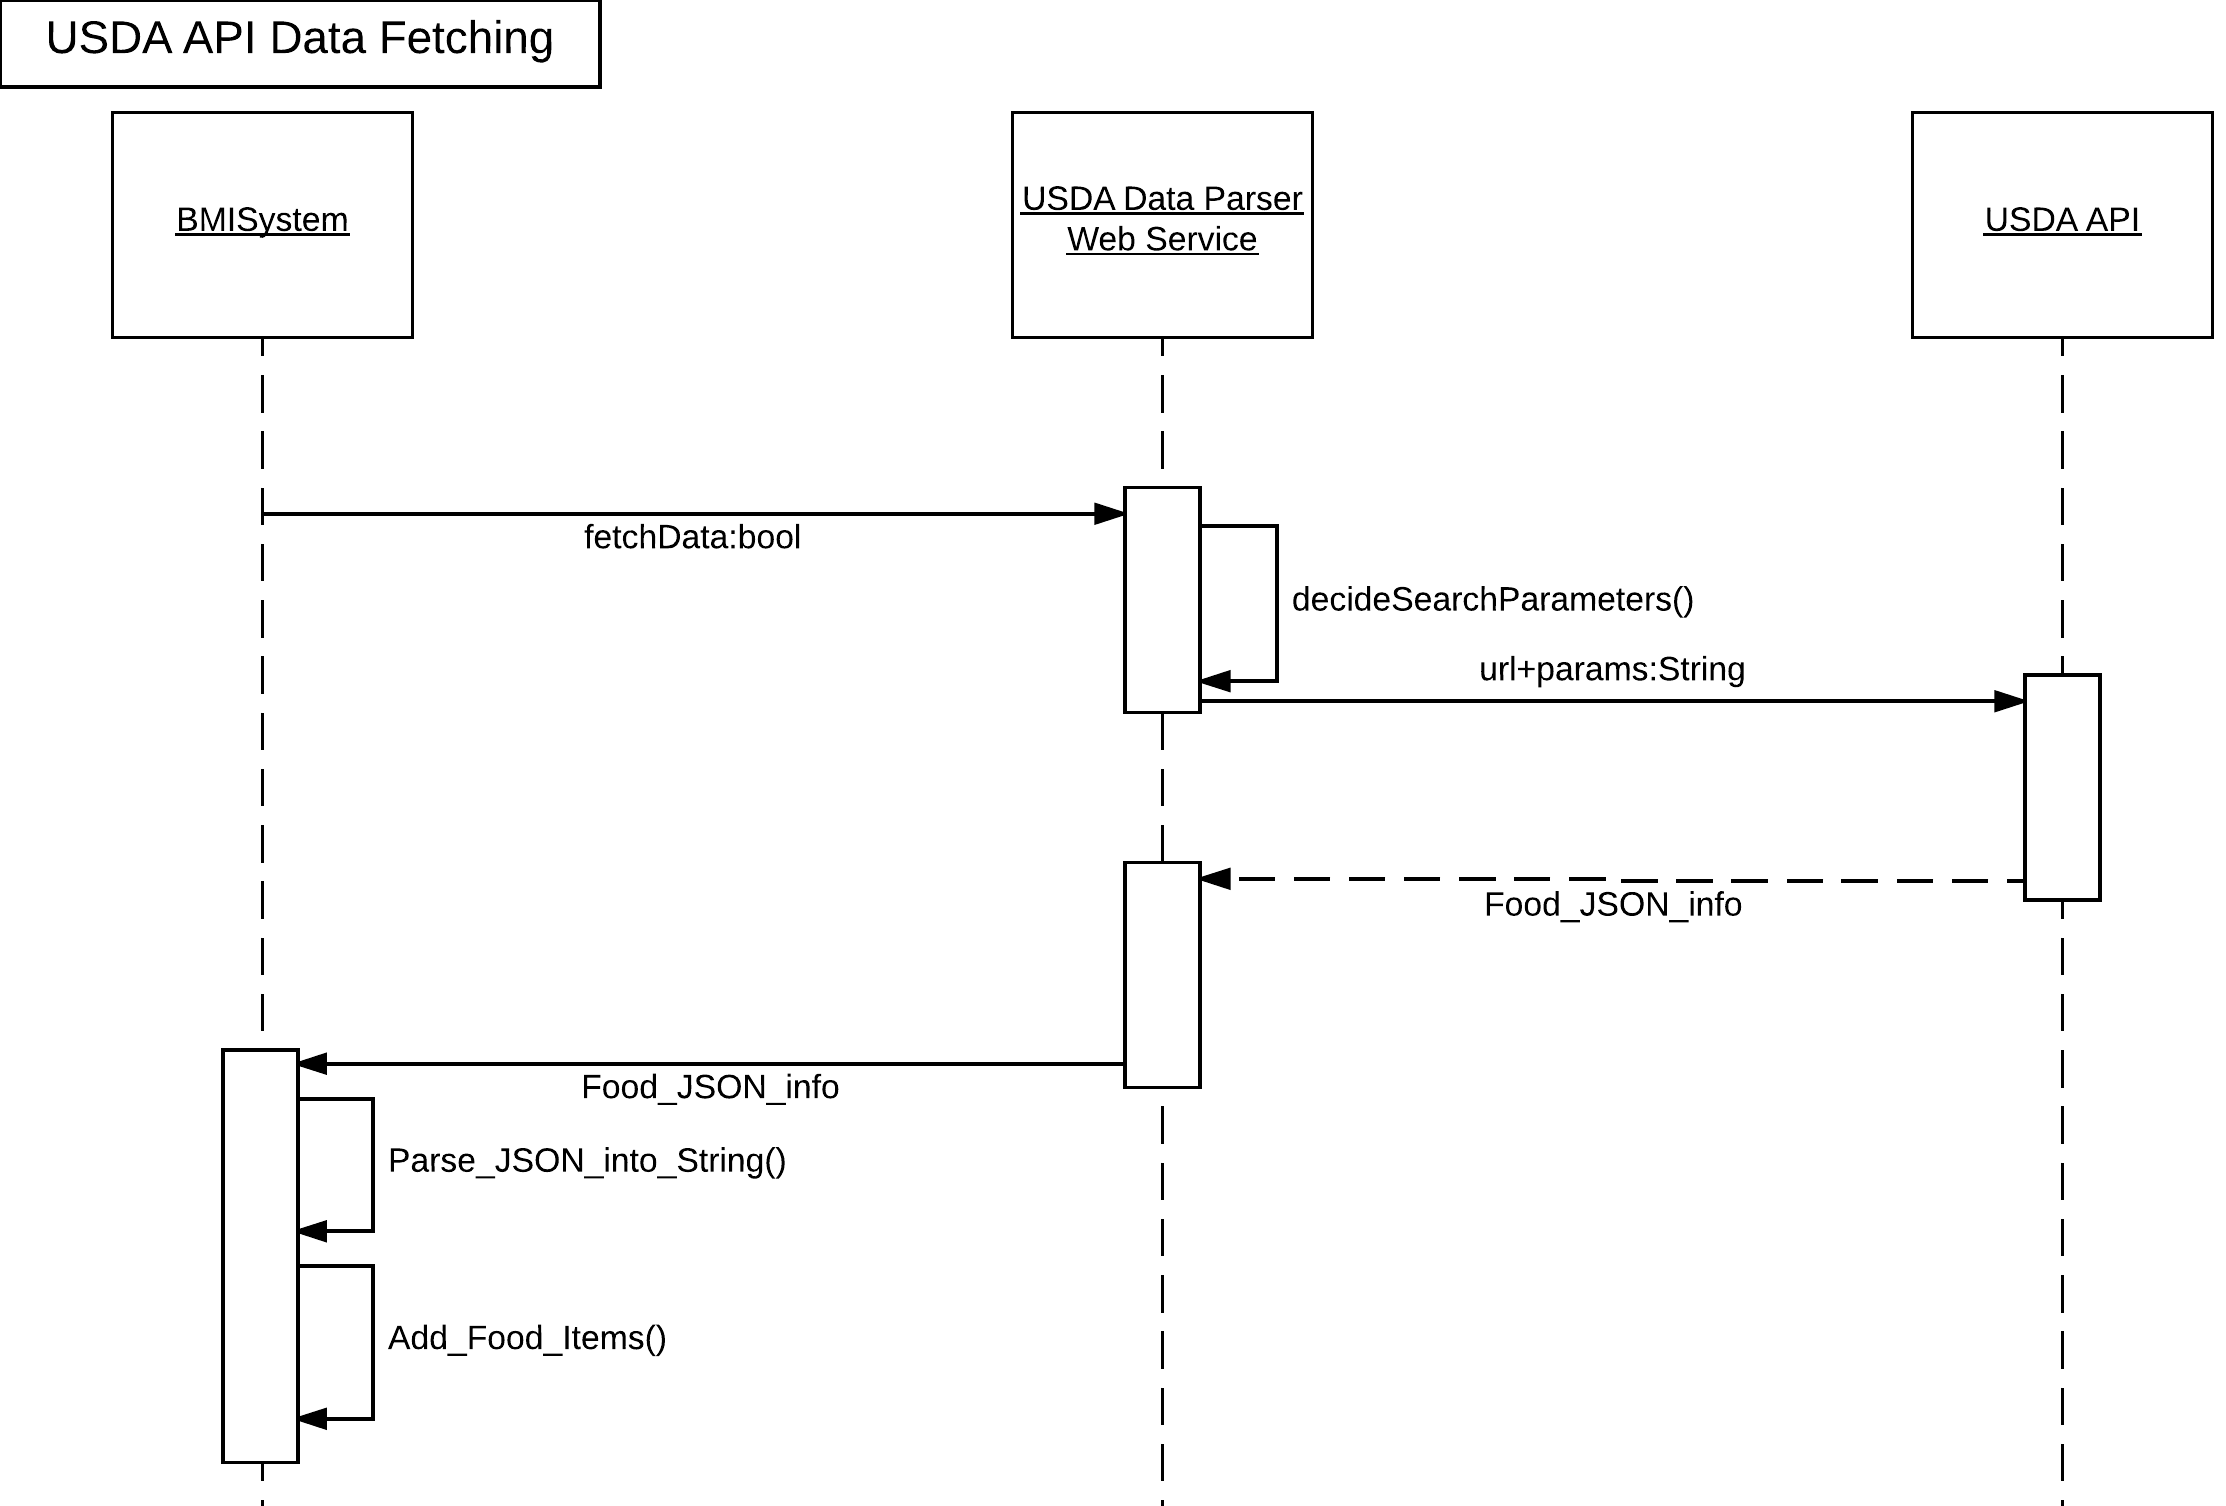 USDA API Data Fetching
BMISystem
USDA Data Parser
Web Service
USDA API
fetchData:bool
decideSearchParameters()
url+params:String
Food_JSON_info
Food_JSON_info
Parse_JSON_into_String()
Add_Food_Items()